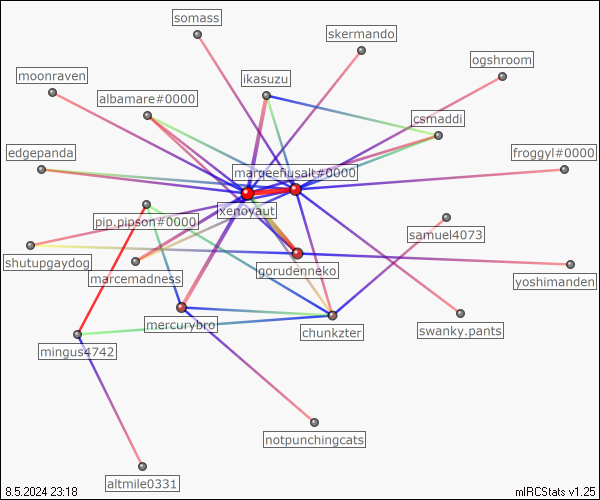 somass
skermando
ogshroom
moonraven
ikasuzu
albamare#0000
csmaddi
edgepanda
froggyl#0000
margeefiusalt#0000
xenoyaut
pip.pipson#0000
samuel4073
shutupgaydog
marcemadness
gorudenneko
yoshimanden
mercurybro
chunkzter
swanky.pants
mingus4742
notpunchingcats
altmile0331
8.5.2024 23:18
mIRCStats v1.25